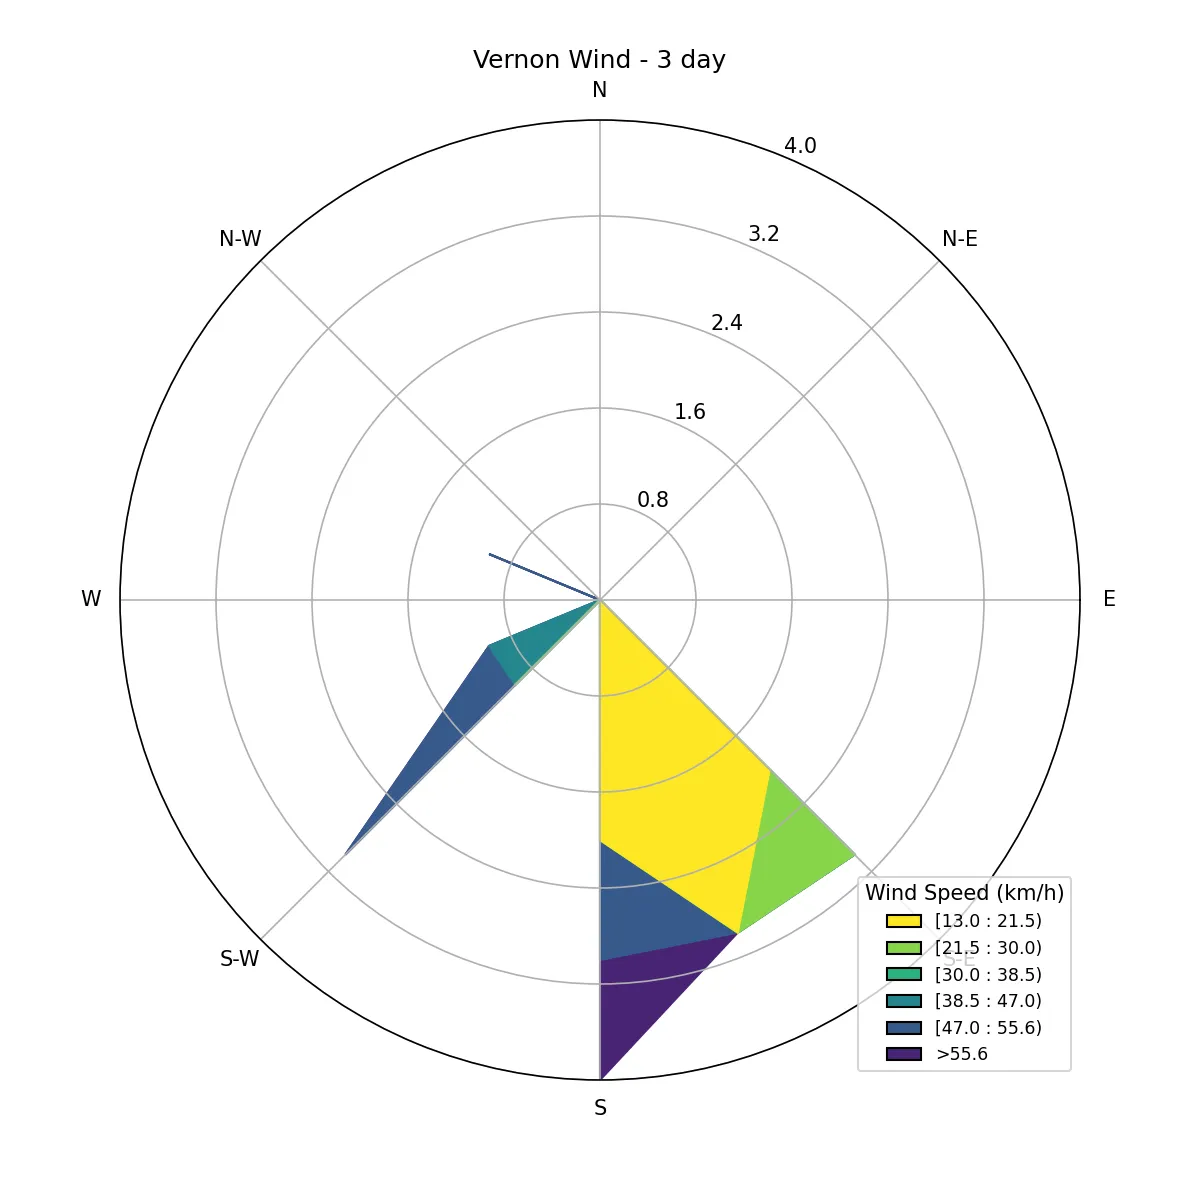 Vernon Wind - 3 day
N
4.0
N-W
N-E
3.2
2.4
1.6
0.8
W
E
Wind Speed (km/h)
[13.0 : 21.5)
[21.5 : 30.0)
S-W
S-E
[30.0 : 38.5)
[38.5 : 47.0)
[47.0 : 55.6)
>55.6
S